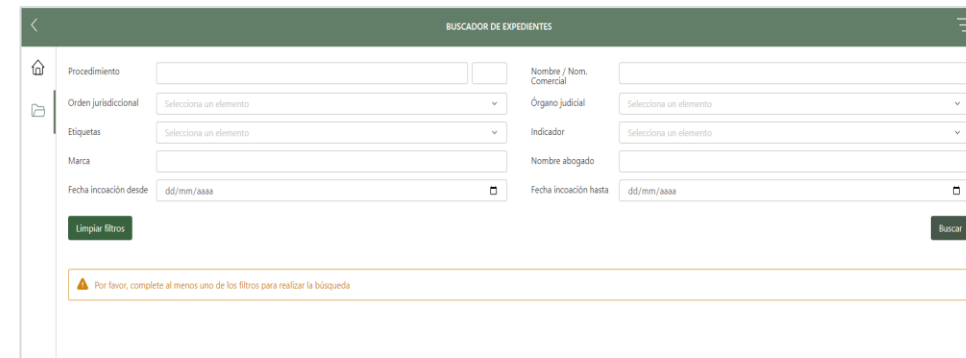 BUSCADOR DE EXPEDIENTES
Procedimiento
Nombre / Nom.
Comercial
Orden jurisdiccional Selecciona un elemento
Órgano judicial Selecciona un elemento
Etiquetas Selecciona un elemento
Indicador Selecciona un elemento
Marca
Nombre abogado
Fecha incoación desde dd/mm/aaaa
Fecha incoación hasta dd/mm/aaaa
Limpiar filtros
Buscar
Por favor, complete al menos uno de los filtros para realizar la búsqueda